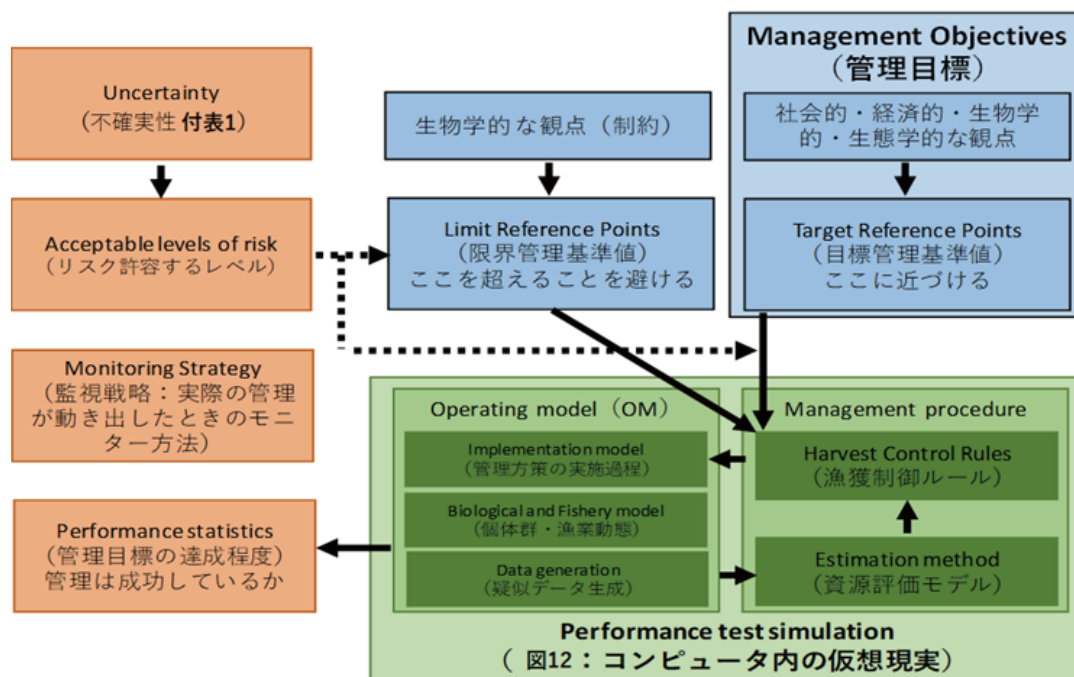 Uncertainty
（不確実性 付表1）
Acceptable levels of risk
（リスク許容するレベル）
Monitoring Strategy
（監視戦略：実際の管理
が動き出したときのモニ
ター方法）
Performance statistics
（管理目標の達成程度）
管理は成功しているか
生物学的な観点（制約）
Limit Reference Points
（限界管理基準値）
ここを超えることを避ける
Management Objectives
（管理目標）
社会的・経済的・生物学
的・生態学的な観点
Target Reference Points
（目標管理基準値）
ここに近づける
Operating model（OM）
Implementation model
（管理方策の実施過程）
Biological and Fishery model
（個体群・漁業動態）
Data generation
（疑似データ生成）
Management procedure
Harvest Control Rules
（漁獲制御ルール）
Estimation method
（資源評価モデル）
Performance test simulation
（ 図12：コンピュータ内の仮想現実）